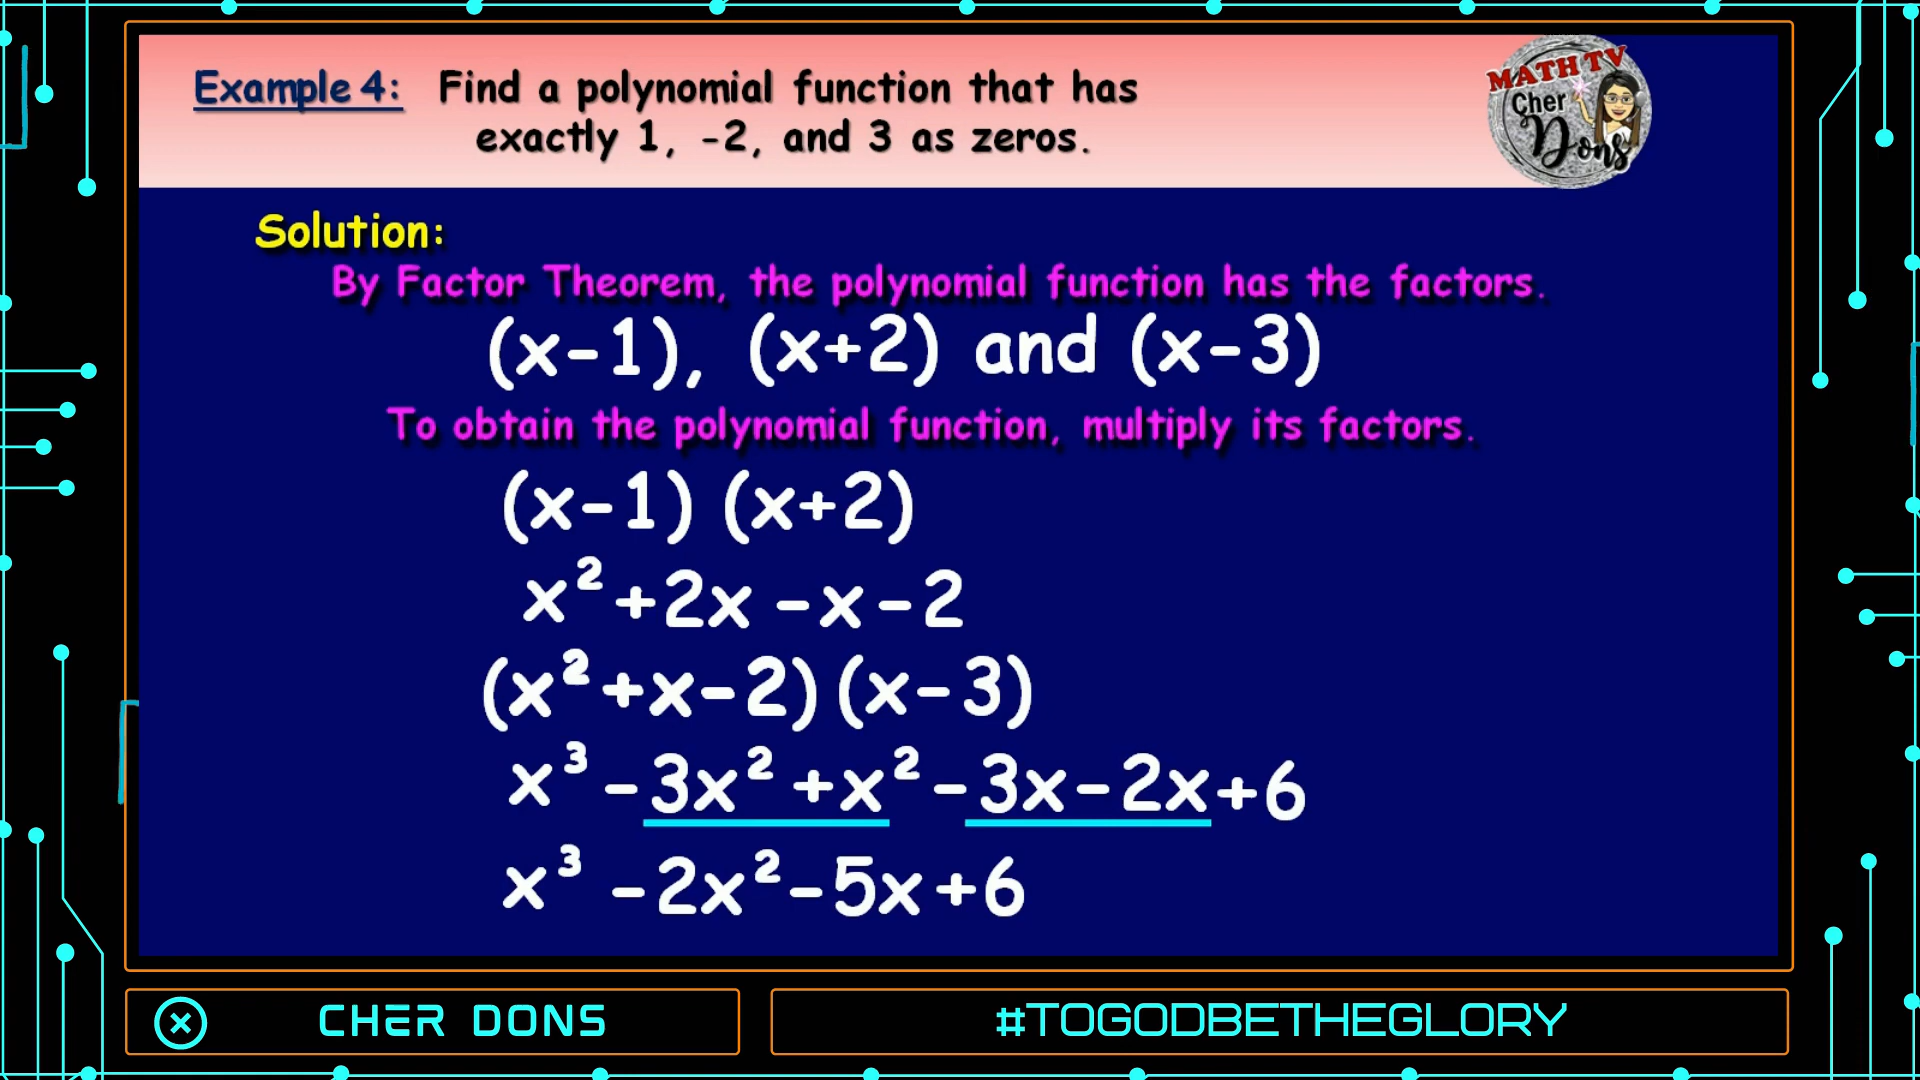 Example 4: Find a polynomial function that has
exactly 1, -2, and 3 as zeros.
MATH TV
Cher
Dons
Solution:
By Factor Theorem, the polynomial function has the factors.
(x-1), (x+2) and (x-3)
To obtain the polynomial function, multiply its factors.
(x-1) (x+2)
x² +2x -x -2
(x² +x-2) (x-3)
x³ -3x² +x² -3x-2x+6
x³ -2x² -5x+6
CHER DONS
#TOGODBETHEGLORY